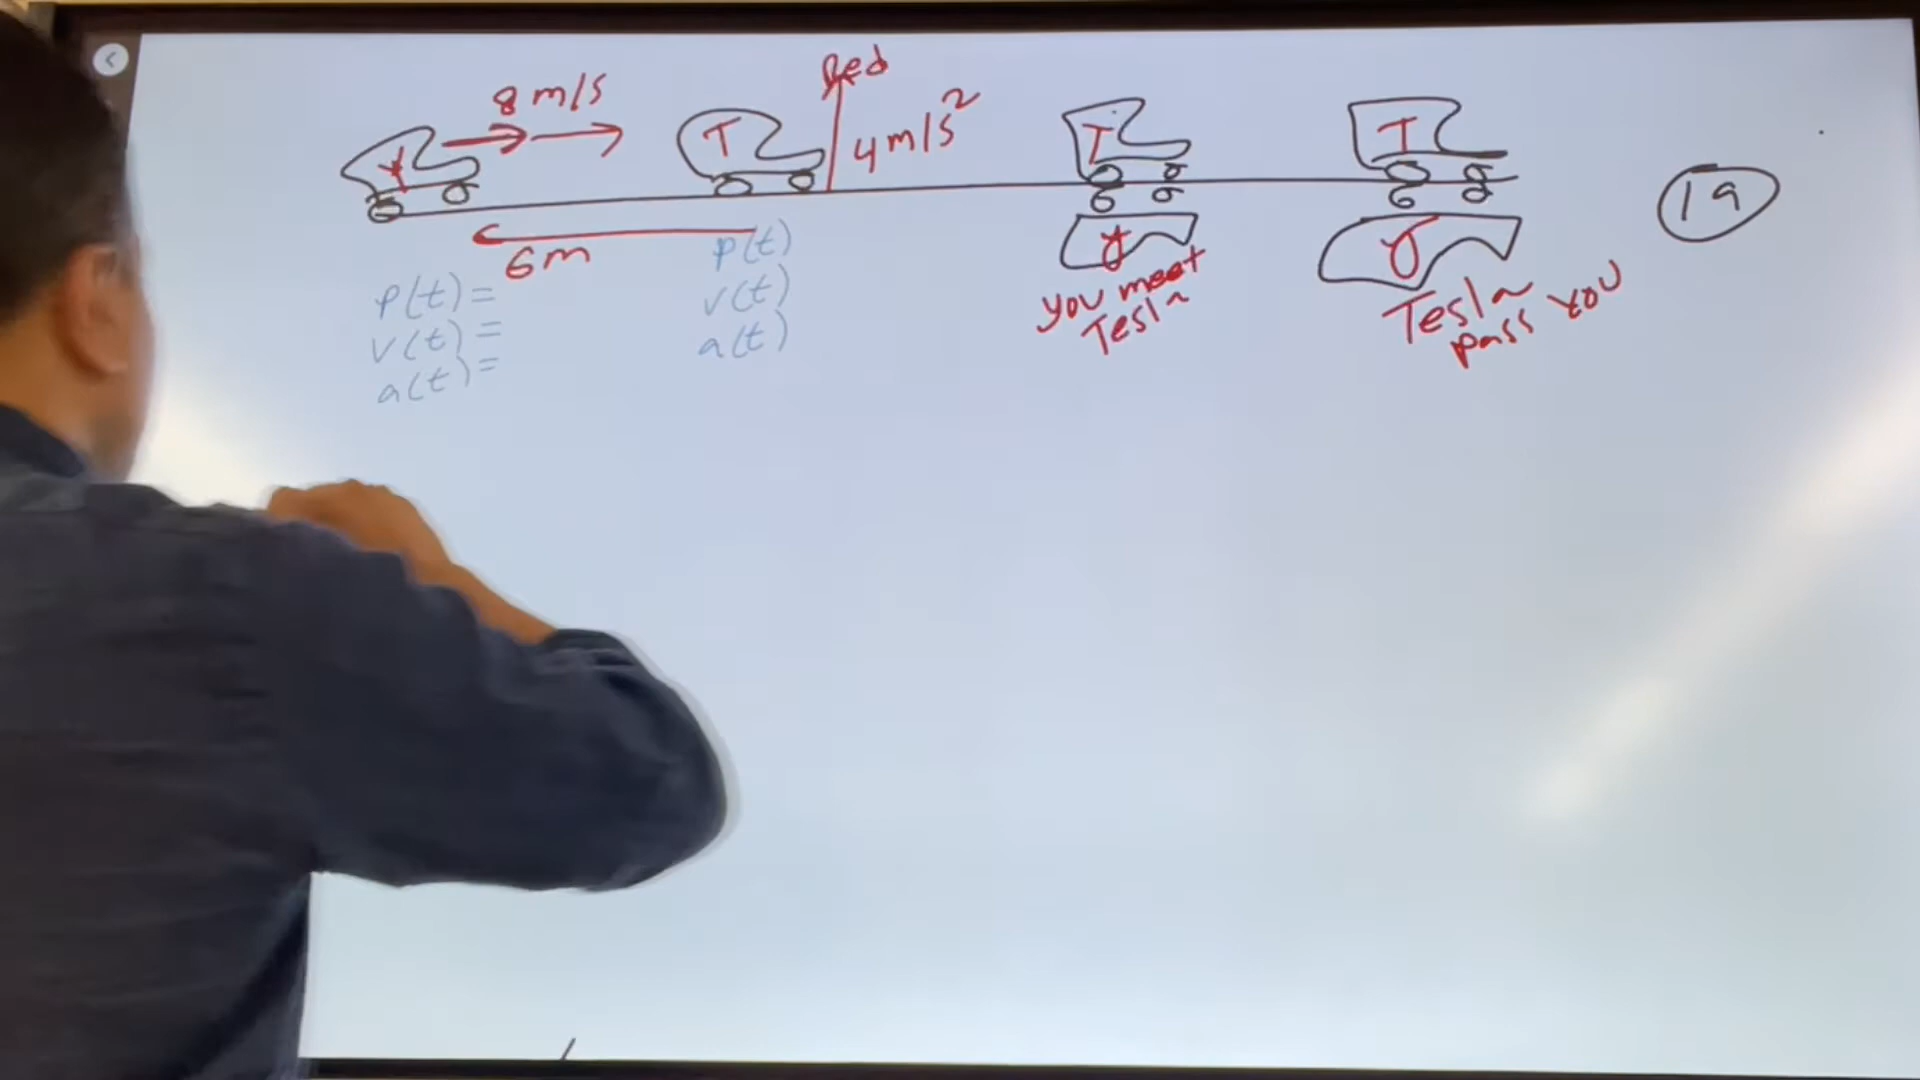 Red
8 m/s
4 m/s²
Y
T
T
T
19
6m
p(t)
v(t)
a(t)
p(t) =
v(t) =
a(t) =
Y
you meet
Tesla
Y
Tesla
pass you